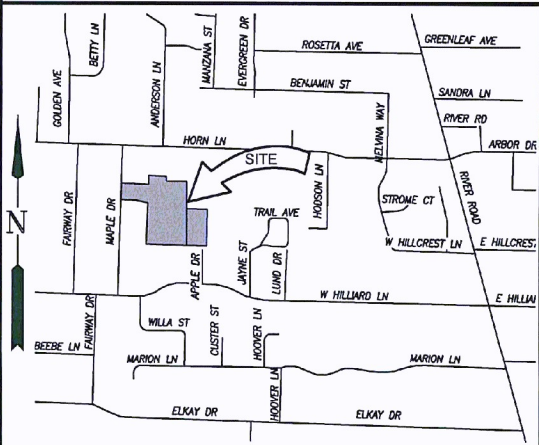 GOLDEN AVE
BETTY LN
ANDERSON LN
MANZANA ST
EVERGREEN DR
ROSETTA AVE
GREENLEAF AVE
BENJAMIN ST
SANDRA LN
MELVINA WAY
RIVER RD
HORN LN
ARBOR DR
SITE
HODSON LN
RIVER ROAD
N
FAIRWAY DR
MAPLE DR
STROME CT
TRAIL AVE
W HILLCREST LN
E HILLCREST
APPLE DR
JAYNE ST
LUND DR
W HILLIARD LN
E HILLIA
FAIRWAY DR
WILLA ST
CUSTER ST
HOOVER LN
BEEBE LN
MARION LN
MARION LN
HOOVER LN
ELKAY DR
ELKAY DR